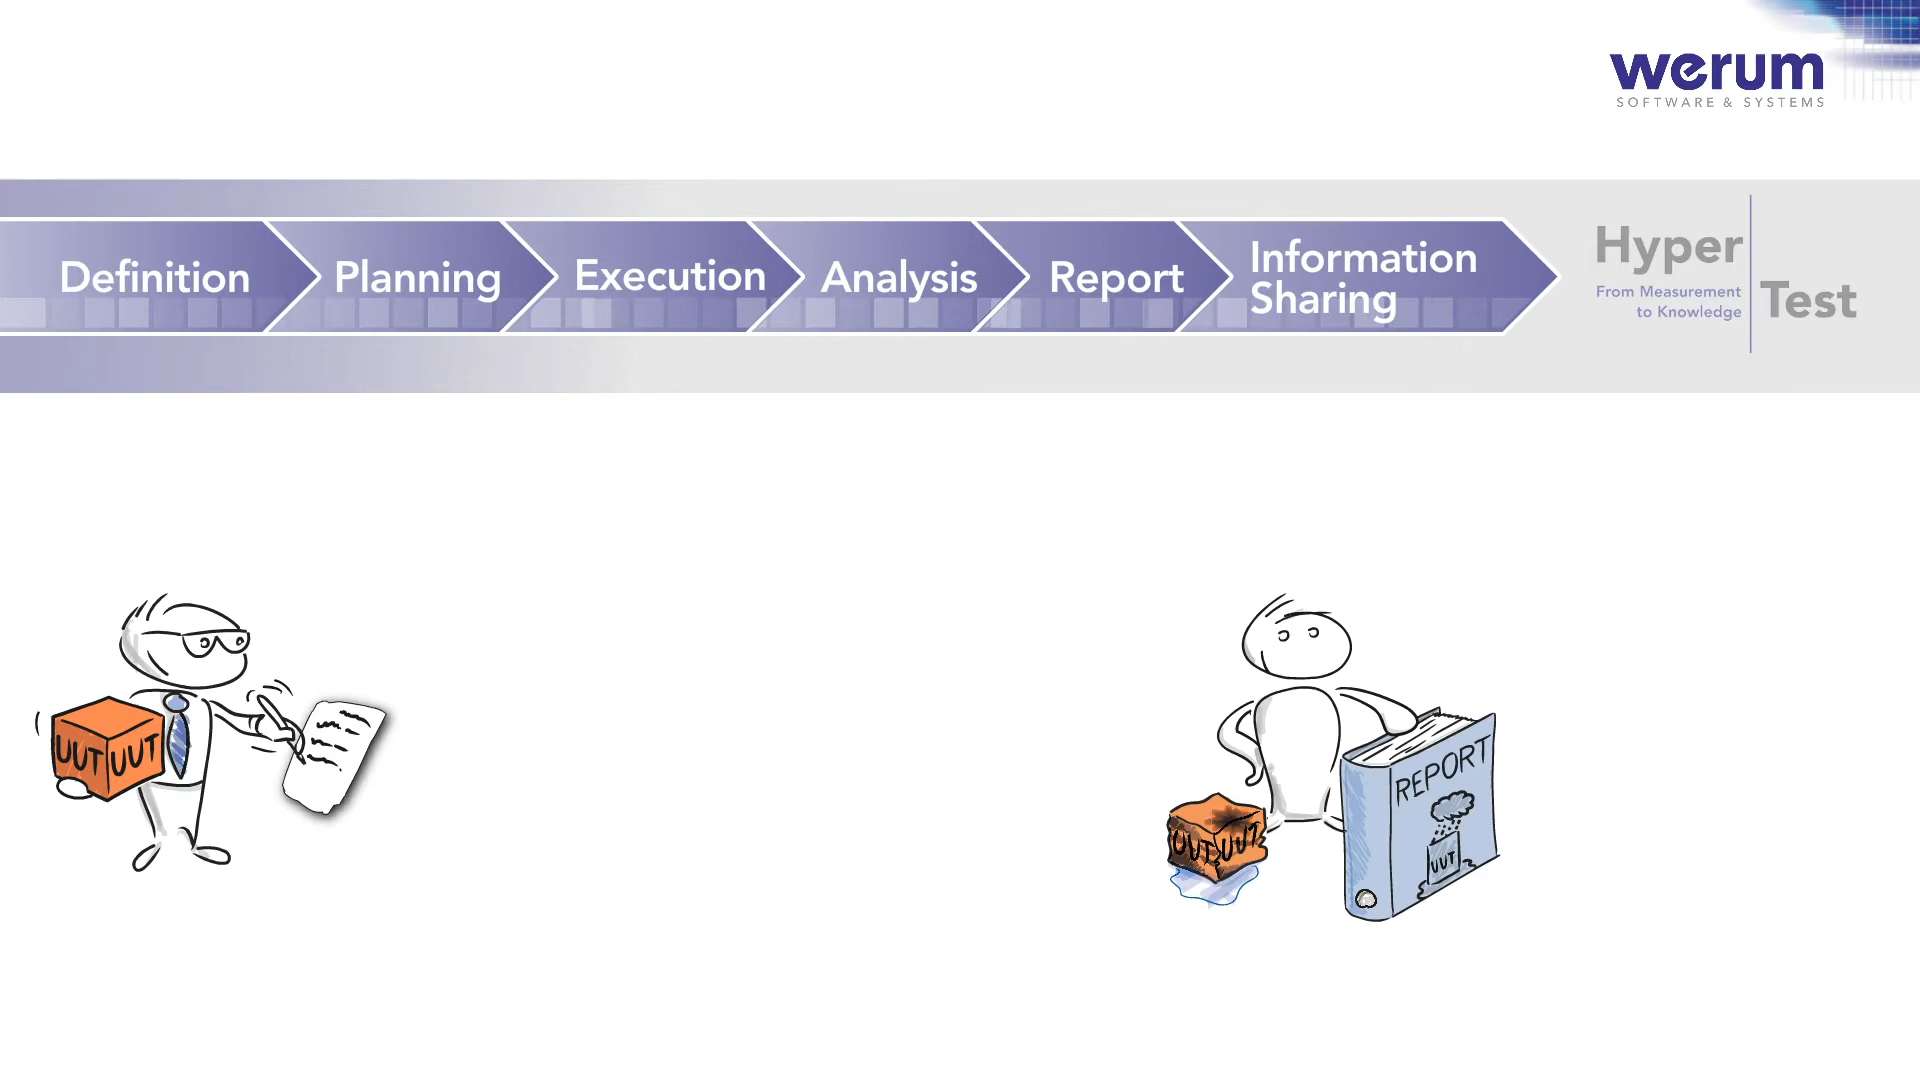 werum
SOFTWARE & SYSTEMS
Definition
Planning
Execution
Analysis
Report
Information
Sharing
Hyper
From Measurement
to Knowledge
Test
UUT UUT
UUT UUT
REPORT
UUT